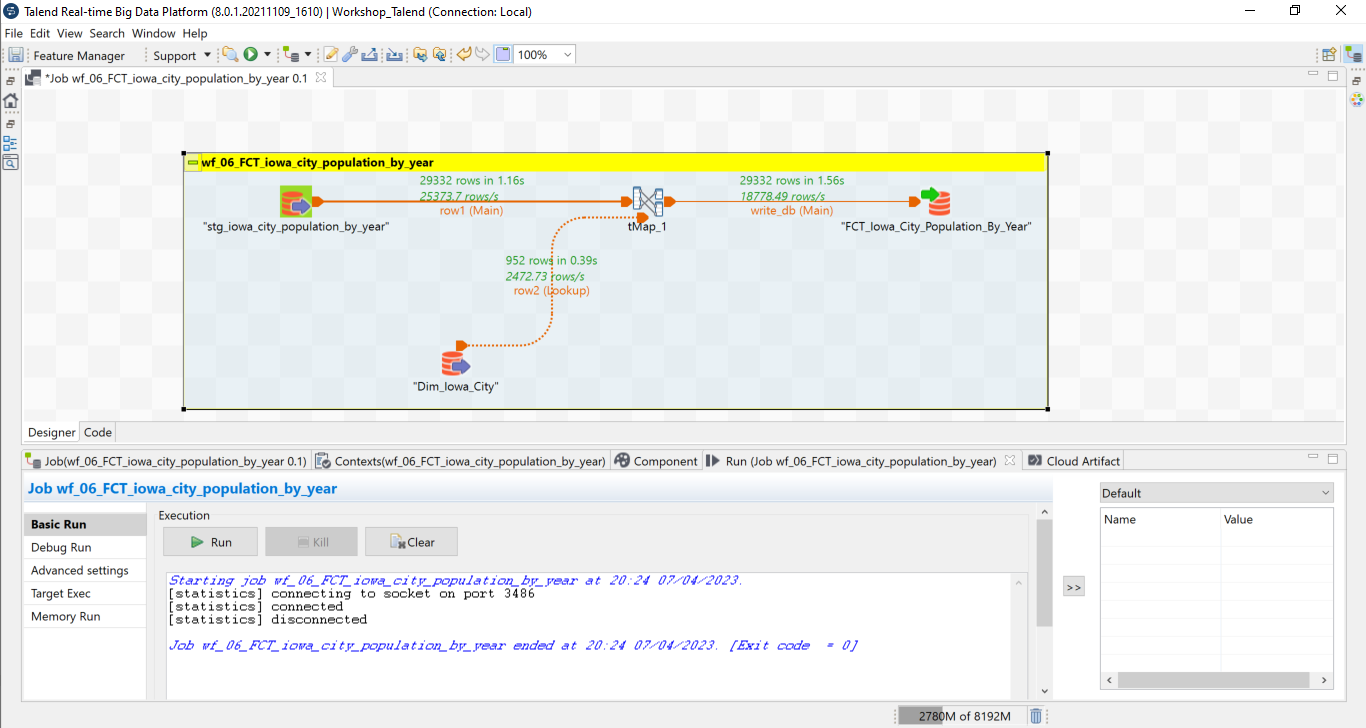 Talend Real-time Big Data Platform (8.0.1.20211109_1610) | Workshop_Talend (Connection: Local)
File Edit View Search Window Help
Feature Manager Support 100%
*Job wf_06_FCT_iowa_city_population_by_year 0.1
wf_06_FCT_iowa_city_population_by_year
29332 rows in 1.16s 29332 rows in 1.56s
25373.7 rows/s 18778.49 rows/s
row1 (Main) write_db (Main)
"stg_iowa_city_population_by_year" tMap_1 "FCT_Iowa_City_Population_By_Year"
952 rows in 0.39s
2472.73 rows/s
row2 (Lookup)
"Dim_Iowa_City"
Designer Code
Job(wf_06_FCT_iowa_city_population_by_year 0.1) Contexts(wf_06_FCT_iowa_city_population_by_year) Component Run (Job wf_06_FCT_iowa_city_population_by_year) Cloud Artifact
Job wf_06_FCT_iowa_city_population_by_year
Default
Basic Run
Debug Run
Advanced settings
Target Exec
Memory Run
Execution
Run Kill Clear
Starting job wf_06_FCT_iowa_city_population_by_year at 20:24 07/04/2023.
[statistics] connecting to socket on port 3486
[statistics] connected
[statistics] disconnected
Job wf_06_FCT_iowa_city_population_by_year ended at 20:24 07/04/2023. [Exit code  = 0]
>>
Name Value
2780M of 8192M